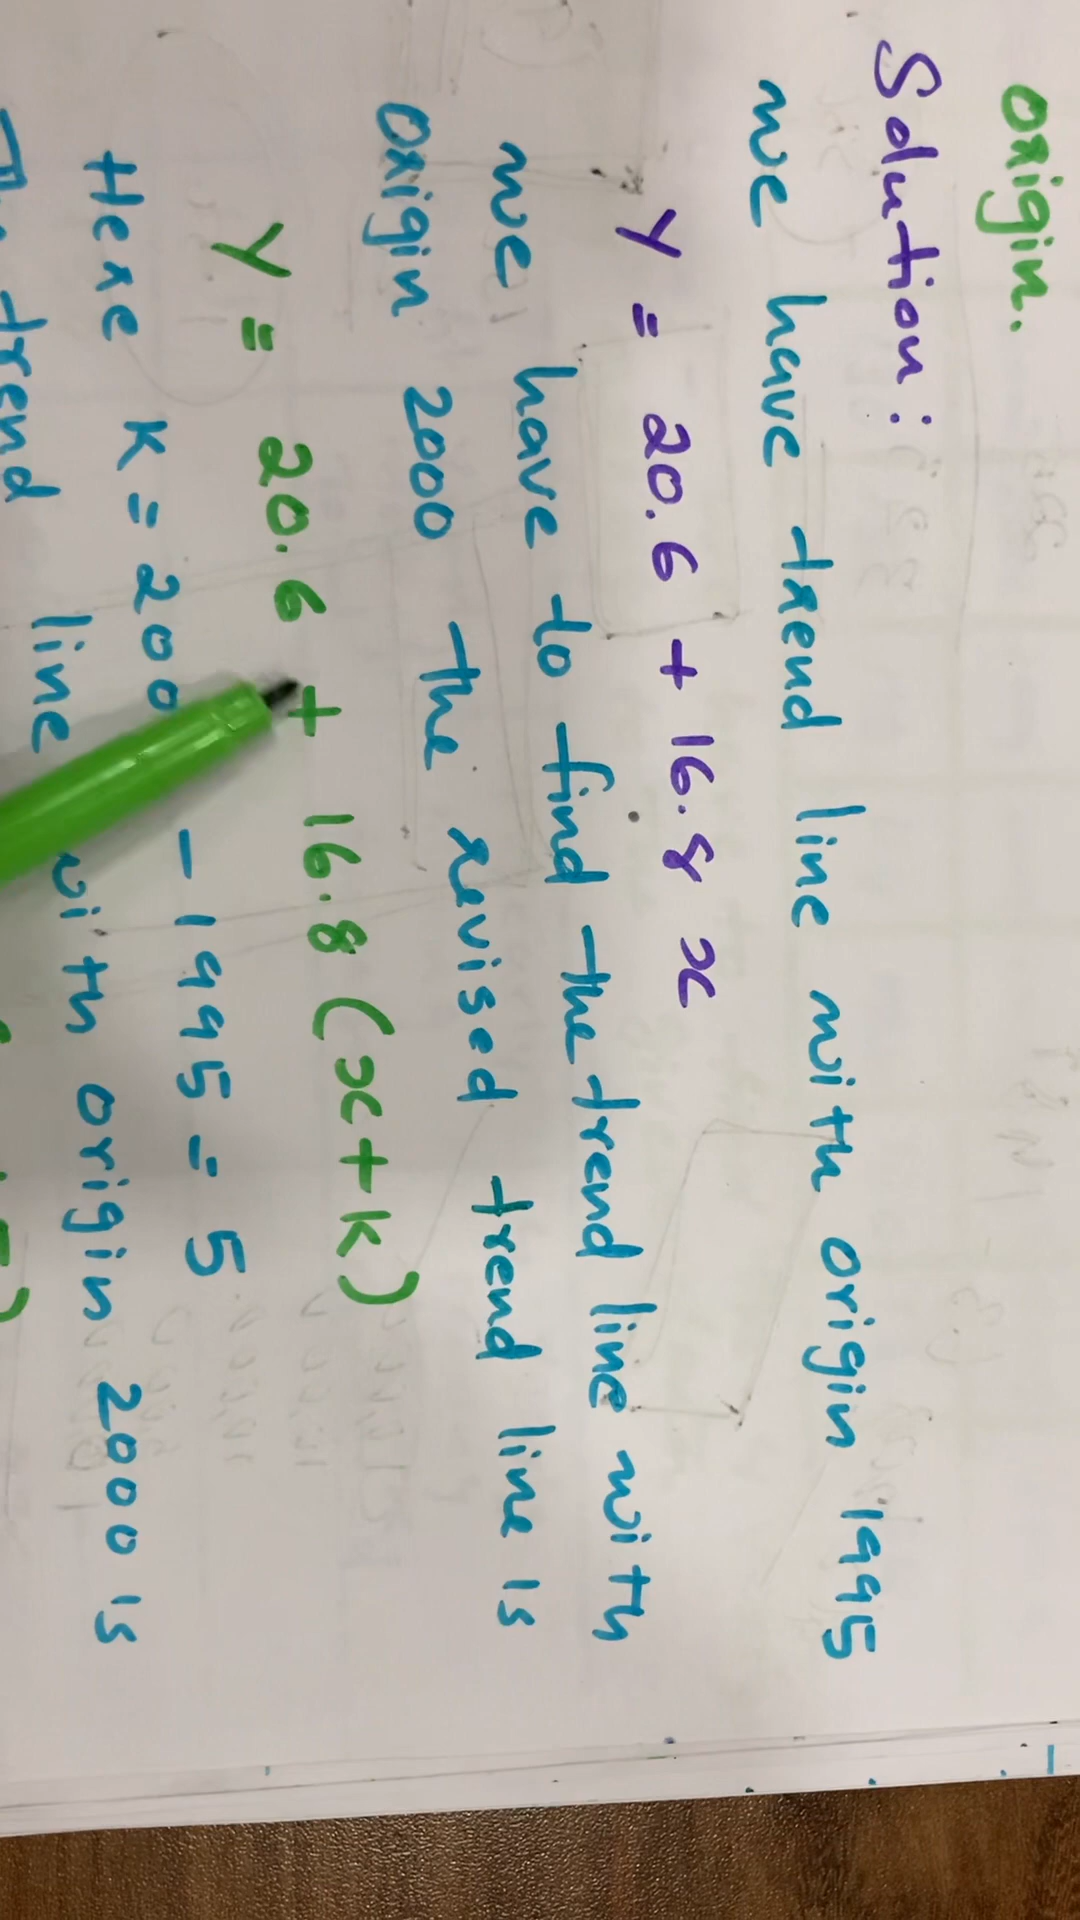 origin.
Solution:
we have trend line with origin 1995
Y = 20.6 + 16.8 x
we have to find the trend line with
origin 2000 the revised trend line is
Y = 20.6 + 16.8 (x+k)
Here K = 200 - 1995 = 5
trend line with origin 2000 is